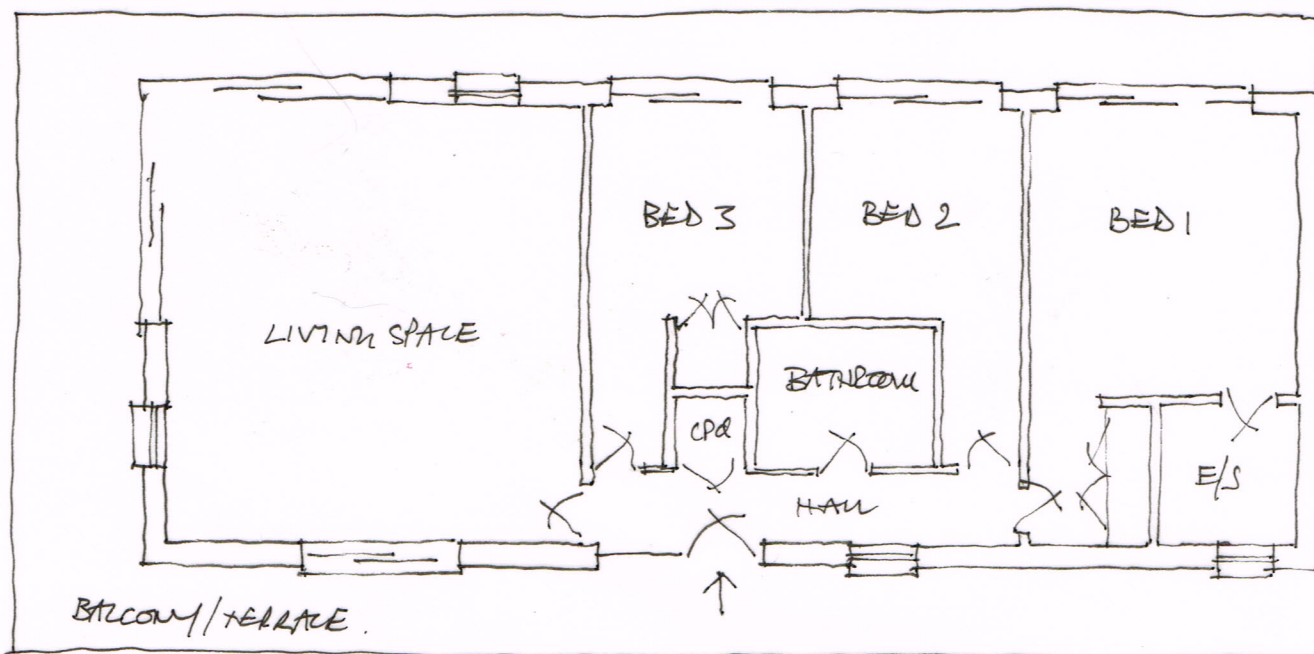 BED 3
BED 2
BED 1
LIVING SPACE
BATHROOM
CPD
E/S
HALL
BALCONY/TERRACE.